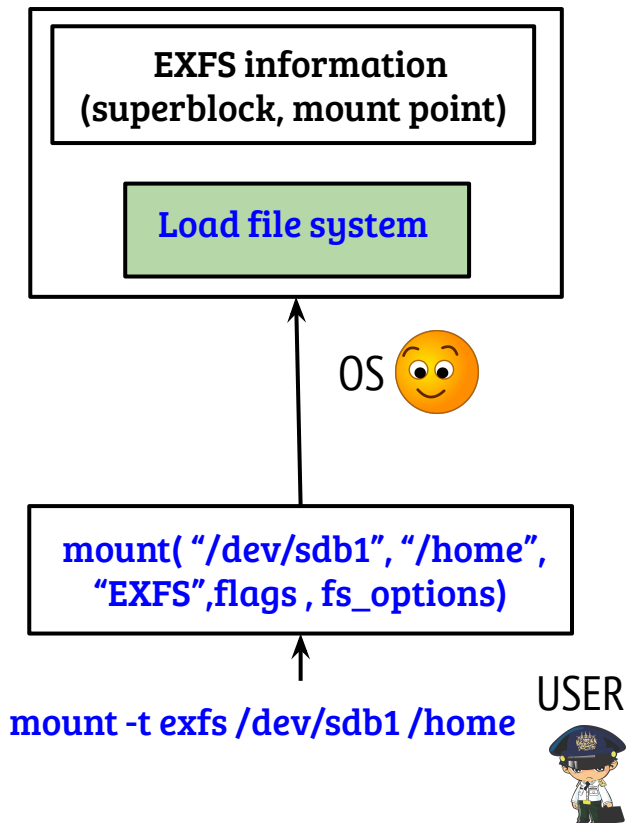 EXFS information
(superblock, mount point)
Load file system
OS
mount( “/dev/sdb1”, “/home”,
“EXFS”,flags , fs_options)
USER
mount -t exfs /dev/sdb1 /home